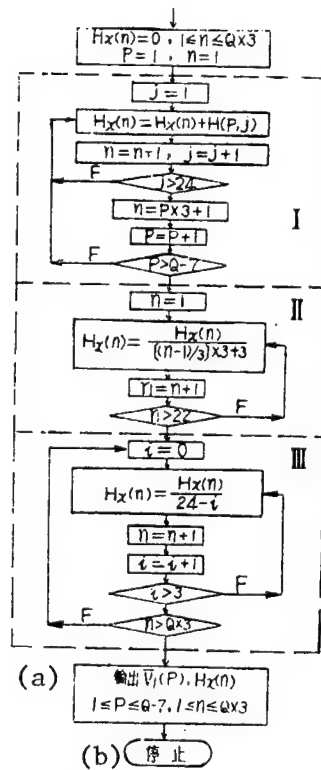 Hx(n)=0, 1≤n≤Q×3
P=1, n=1
j=1
Hx(n)=Hx(n)+H(P,j)
n=n+1, j=j+1
F
j>24
n=P×3+1
I
P=P+1
F
P>Q-7
n=1
II
Hx(n)=Hx(n)/[(n-1)/3]×3+3
n=n+1
n>22
F
i=0
III
Hx(n)=Hx(n)/24-i
n=n+1
i=i+1
i>3
F
F
n>Q×3
(a)
輸出 V̄₁(P), Hx(n)
1≤P≤Q-7, 1≤n≤Q×3
(b)
停止